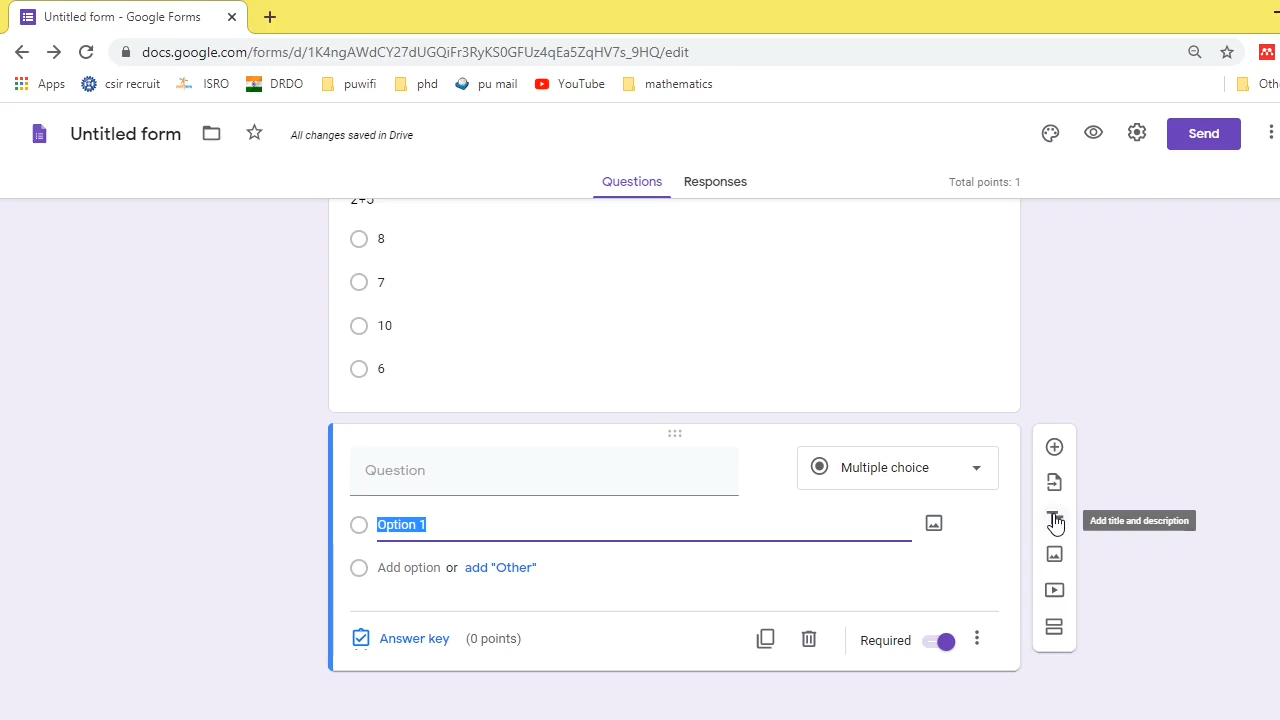 Untitled form - Google Forms
docs.google.com/forms/d/1K4ngAWdCY27dUGQiFr3RyKS0GFUz4qEa5ZqHV7s_9HQ/edit
Apps csir recruit ISRO DRDO puwifi phd pu mail YouTube mathematics Oth
Untitled form All changes saved in Drive Send
Questions Responses Total points: 1
8
7
10
6
Question Multiple choice
Option 1
Add title and description
Add option or add "Other"
Answer key (0 points) Required